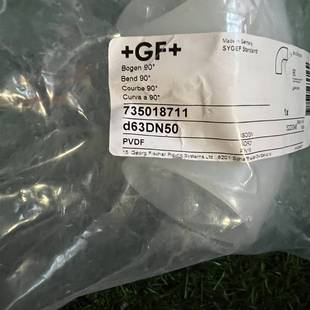 +GF+
Made in Germany
SYGEF Standard
Bogen 90°
Bend 90°
Courbe 90°
Curva a 90°
1x
735018711
d63DN50
PVDF
Georg Fischer Piping Systems Ltd.,